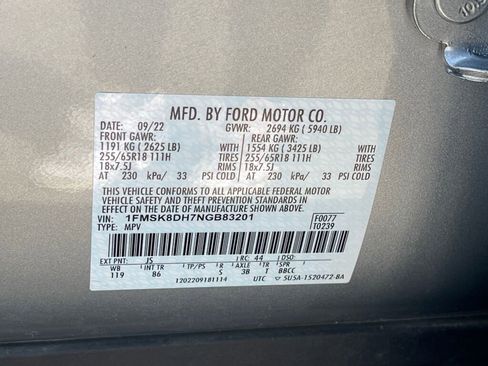 MFD. BY FORD MOTOR CO.
DATE: 09/22 GVWR: 2694 KG ( 5940 LB)
FRONT GAWR: REAR GAWR:
1191 KG ( 2625 LB) WITH 1554 KG ( 3425 LB) WITH
255/65R18 111H TIRES 255/65R18 111H TIRES
18x7.5J RIMS 18x7.5J RIMS
AT 230 kPa/ 33 PSI COLD AT 230 kPa/ 33 PSI COLD
THIS VEHICLE CONFORMS TO ALL APPLICABLE FEDERAL MOTOR
VEHICLE SAFETY AND THEFT PREVENTION STANDARDS IN
EFFECT ON THE DATE OF MANUFACTURE SHOWN ABOVE.
VIN: 1FMSK8DH7NGB83201 F0077
TYPE: MPV T0239
EXT PNT: JS RC: 44 DSO:
WB INT TR TP/PS R AXLE TR SPR
119 86 S 3B T BBCC
1202209181114 UTC 5U5A-1520472-BA